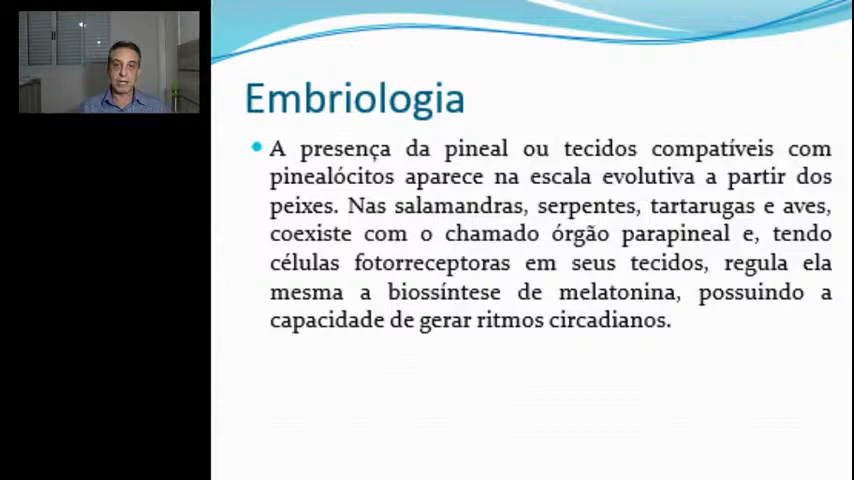 Embriologia
A presença da pineal ou tecidos compatíveis com
pinealócitos aparece na escala evolutiva a partir dos
peixes. Nas salamandras, serpentes, tartarugas e aves,
coexiste com o chamado órgão parapineal e, tendo
células fotorreceptoras em seus tecidos, regula ela
mesma a biossíntese de melatonina, possuindo a
capacidade de gerar ritmos circadianos.